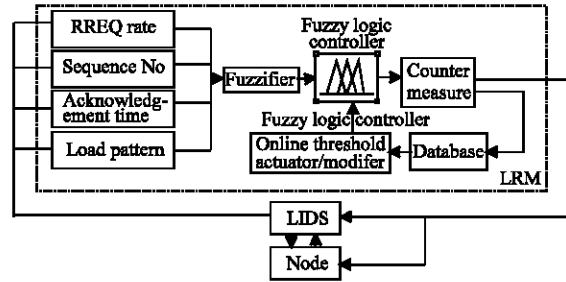 Fuzzy logic
controller
RREQ rate
Sequence No
Acknowledg-
ement time
Load pattern
Fuzzifier
Counter
measure
Fuzzy logic controller
Online threshold
actuator/modifer
Database
LRM
LIDS
Node